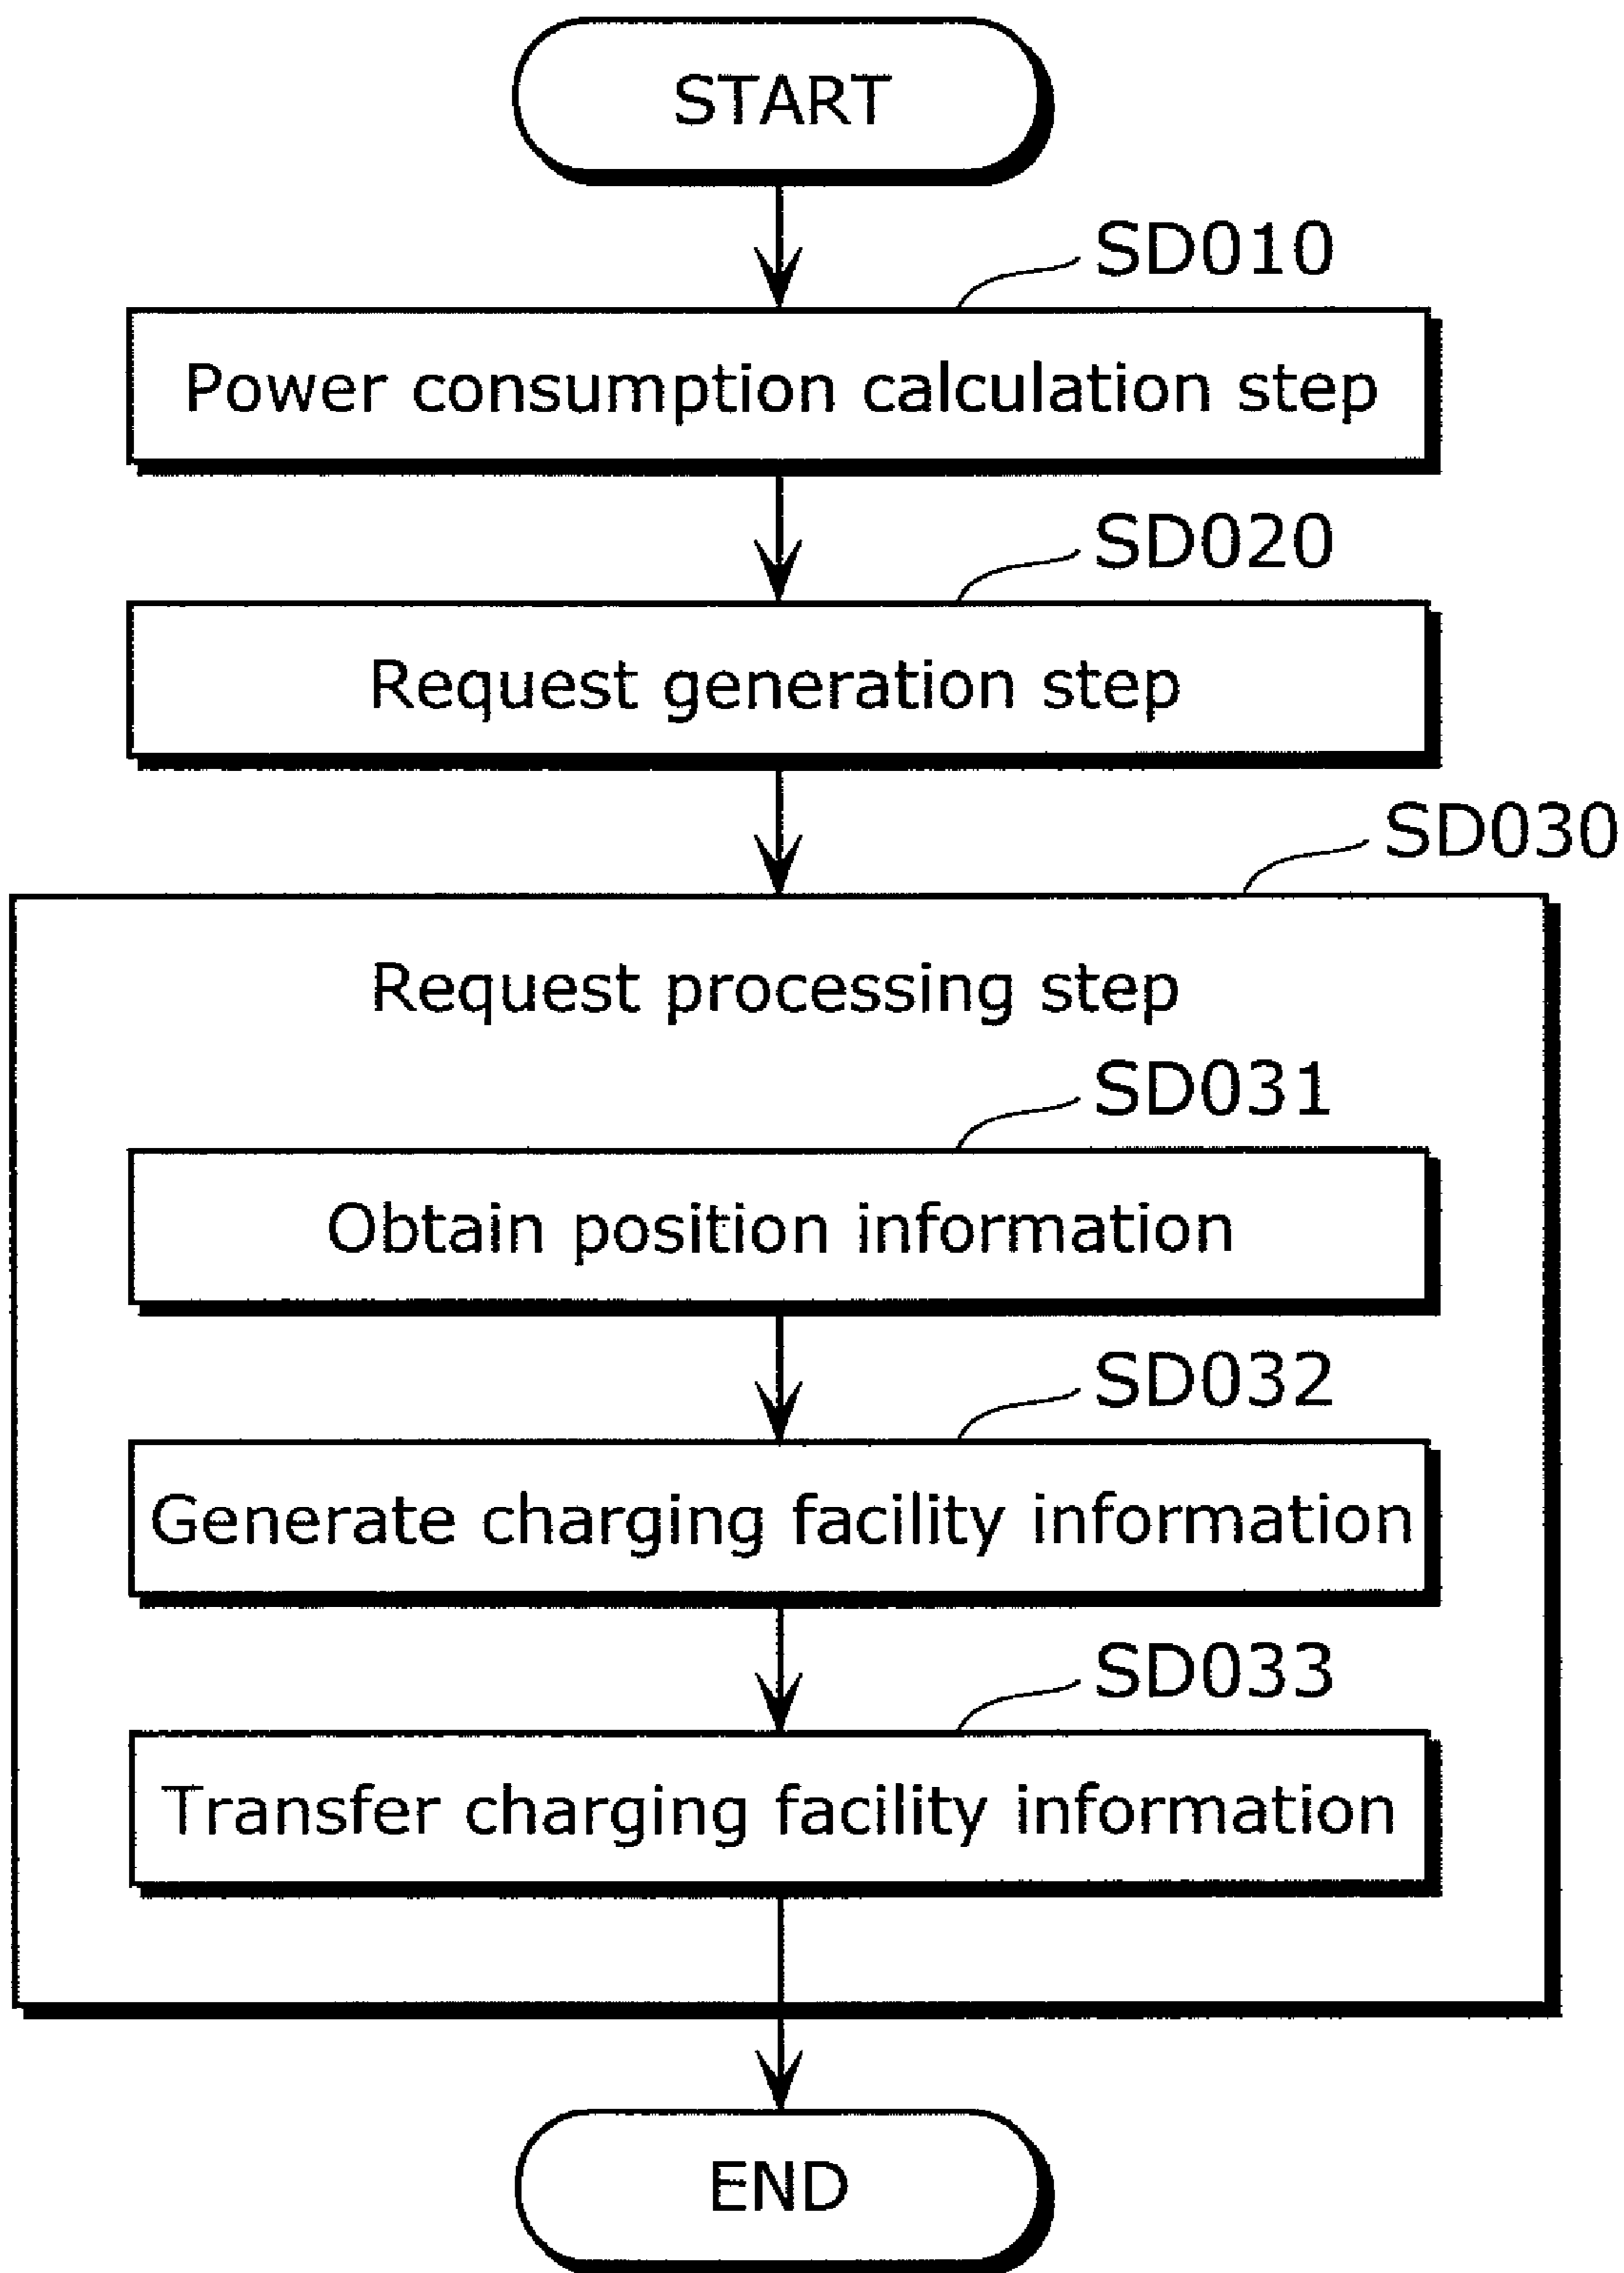 START
SD010
Power consumption calculation step
SD020
Request generation step
SD030
Request processing step
SD031
Obtain position information
SD032
Generate charging facility information
SD033
Transfer charging facility information
END